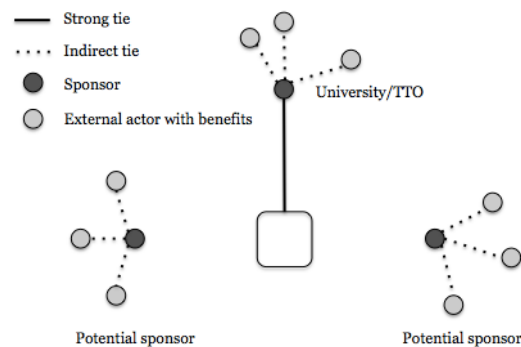 Strong tie
Indirect tie
Sponsor
External actor with benefits
University/TTO
Potential sponsor
Potential sponsor